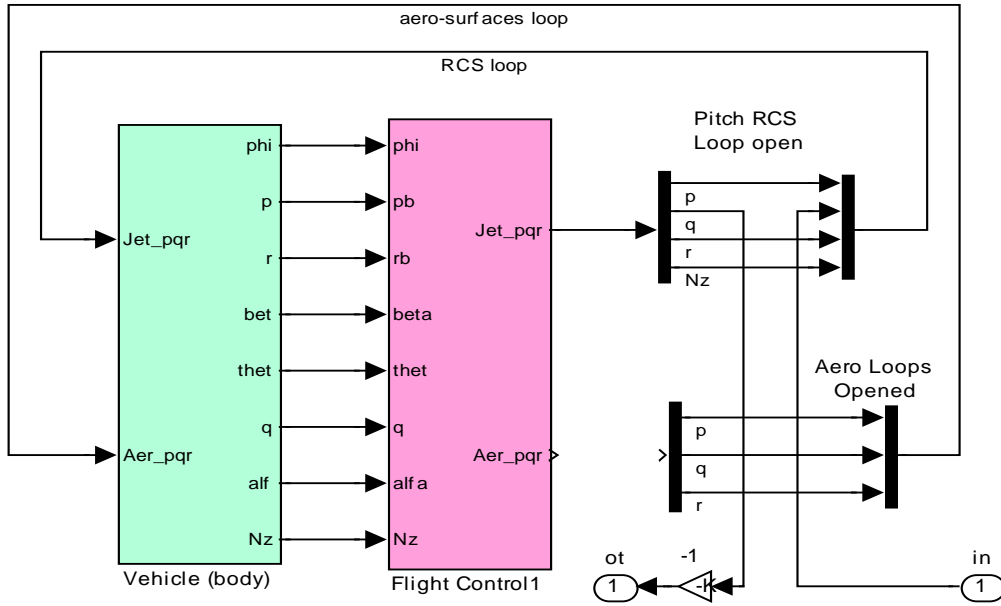 aero-surfaces loop
RCS loop
Pitch RCS
Loop open
phi
phi
p
pb
p
Jet_pqr
Jet_pqr
q
r
rb
r
Nz
bet
beta
thet
thet
Aero Loops
Opened
q
q
p
Aer_pqr
Aer_pqr
q
alf
alfa
r
Nz
Nz
ot
-1
in
Vehicle (body)
Flight Control1
1
-K
1